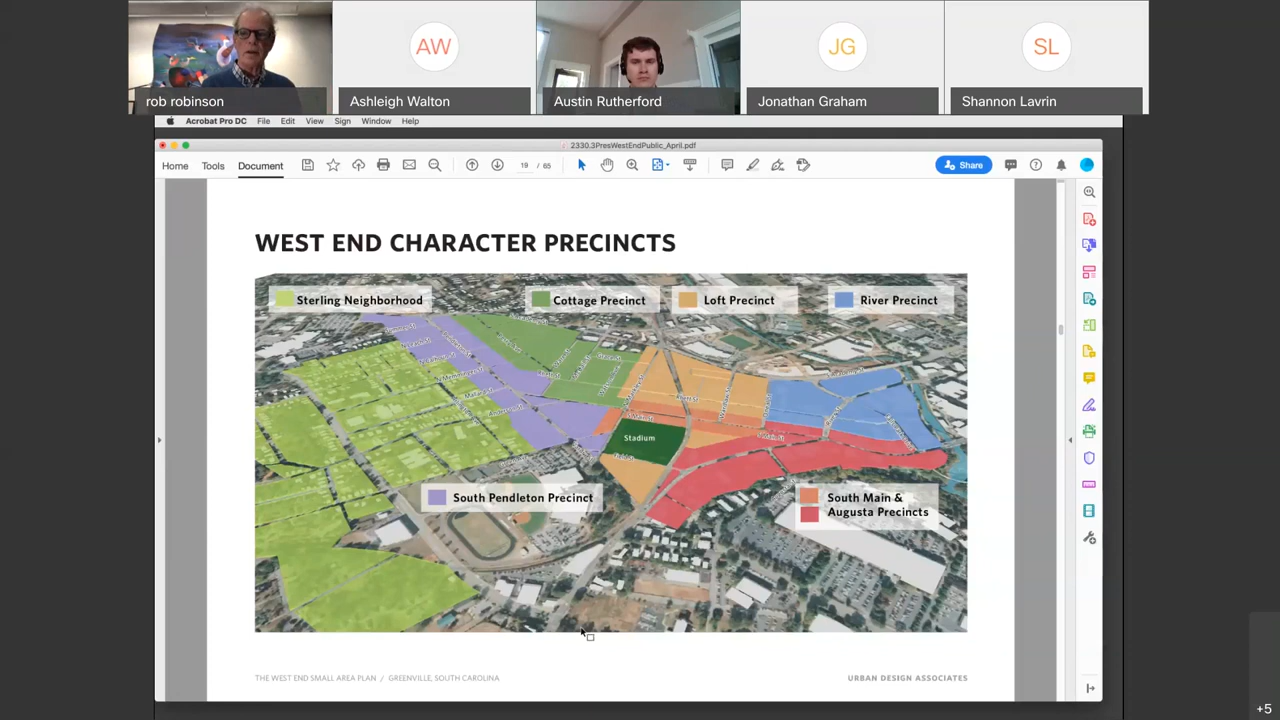 AW
JG
SL
rob robinson
Ashleigh Walton
Austin Rutherford
Jonathan Graham
Shannon Lavrin
Acrobat Pro DC File Edit View Sign Window Help
2330.3PresWestEndPublic_April.pdf
Home Tools Document
19 / 65
Share
WEST END CHARACTER PRECINCTS
Sterling Neighborhood
Cottage Precinct
Loft Precinct
River Precinct
Stadium
South Pendleton Precinct
South Main &
Augusta Precincts
THE WEST END SMALL AREA PLAN / GREENVILLE, SOUTH CAROLINA
URBAN DESIGN ASSOCIATES
+5